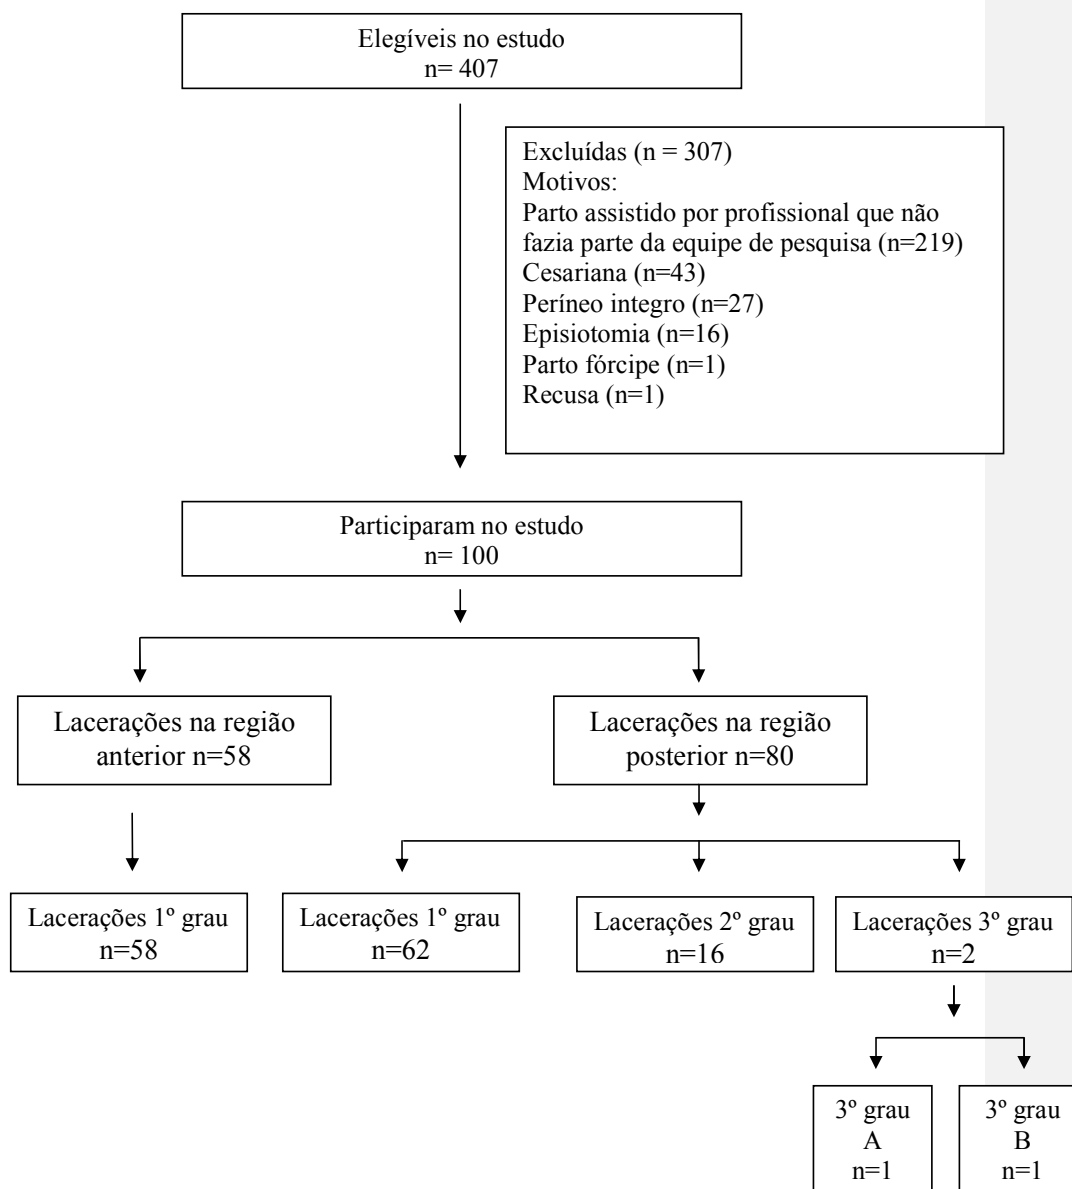 Elegíveis no estudo
n= 407
Excluídas (n = 307)
Motivos:
Parto assistido por profissional que não
fazia parte da equipe de pesquisa (n=219)
Cesariana (n=43)
Períneo integro (n=27)
Episiotomia (n=16)
Parto fórcipe (n=1)
Recusa (n=1)
Participaram no estudo
n= 100
Lacerações na região
anterior n=58
Lacerações na região
posterior n=80
Lacerações 1º grau
n=58
Lacerações 1º grau
n=62
Lacerações 2º grau
n=16
Lacerações 3º grau
n=2
3º grau
A
n=1
3º grau
B
n=1